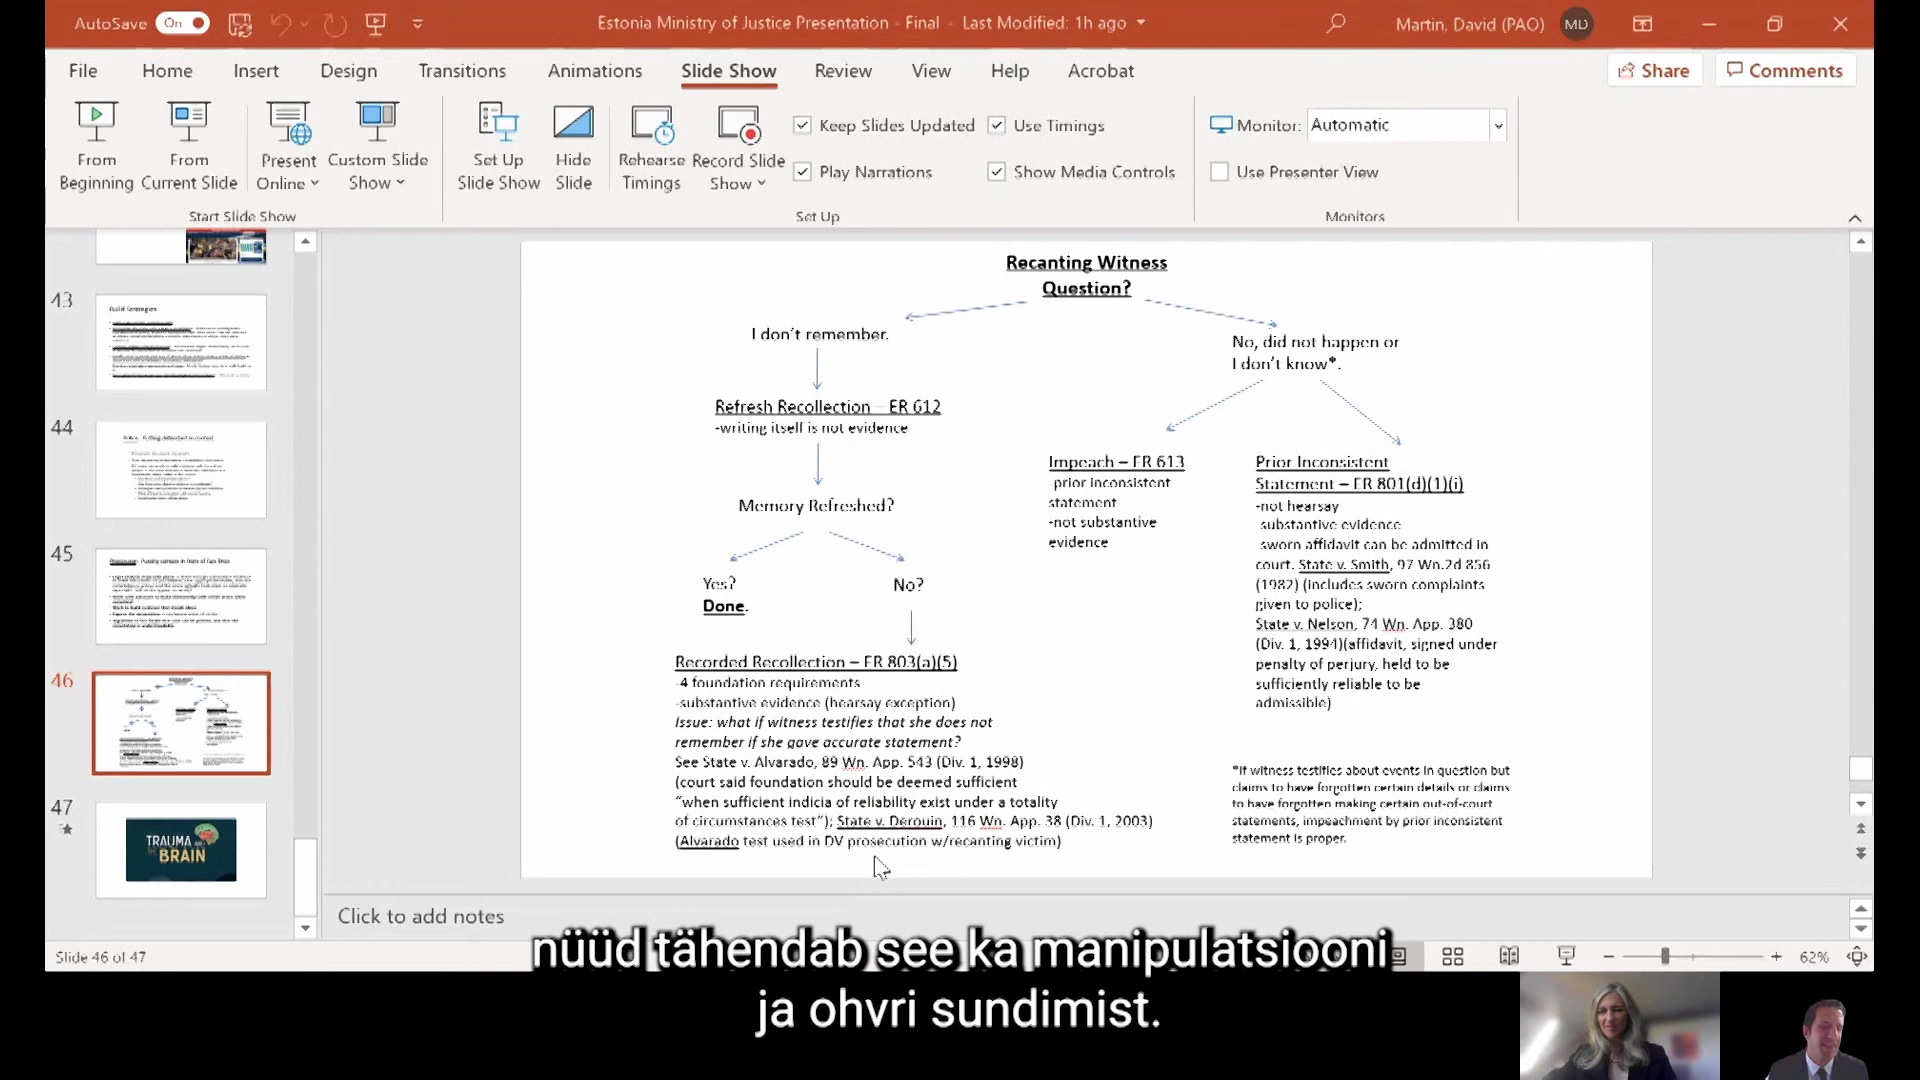 AutoSave On
Estonia Ministry of Justice Presentation - Final - Last Modified: 1h ago
Martin, David (PAO) MD
File Home Insert Design Transitions Animations Slide Show Review View Help Acrobat
Share Comments
From Beginning
From Current Slide
Present Online
Custom Slide Show
Set Up Slide Show
Hide Slide
Rehearse Timings
Record Slide Show
Keep Slides Updated
Play Narrations
Use Timings
Show Media Controls
Monitor: Automatic
Use Presenter View
Start Slide Show
Set Up
Monitors
43
44
45
46
47
TRAUMA
BRAIN
Recanting Witness
Question?
I don't remember.
No, did not happen or
I don't know*.
Refresh Recollection – ER 612
-writing itself is not evidence
Memory Refreshed?
Yes?
Done.
No?
Recorded Recollection – ER 803(a)(5)
-4 foundation requirements
-substantive evidence (hearsay exception)
Issue: what if witness testifies that she does not
remember if she gave accurate statement?
See State v. Alvarado, 89 Wn. App. 543 (Div. 1, 1998)
(court said foundation should be deemed sufficient
"when sufficient indicia of reliability exist under a totality
of circumstances test"); State v. Derouin, 116 Wn. App. 38 (Div. 1, 2003)
(Alvarado test used in DV prosecution w/recanting victim)
Impeach – ER 613
-prior inconsistent
statement
-not substantive
evidence
Prior Inconsistent
Statement – ER 801(d)(1)(i)
-not hearsay
-substantive evidence
-sworn affidavit can be admitted in
court. State v. Smith, 97 Wn.2d 856
(1982) (includes sworn complaints
given to police);
State v. Nelson, 74 Wn. App. 380
(Div. 1, 1994)(affidavit, signed under
penalty of perjury, held to be
sufficiently reliable to be
admissible)
*If witness testifies about events in question but
claims to have forgotten certain details or claims
to have forgotten making certain out-of-court
statements, impeachment by prior inconsistent
statement is proper.
Click to add notes
Slide 46 of 47
62%
nüüd tähendab see ka manipulatsiooni
ja ohvri sundimist.